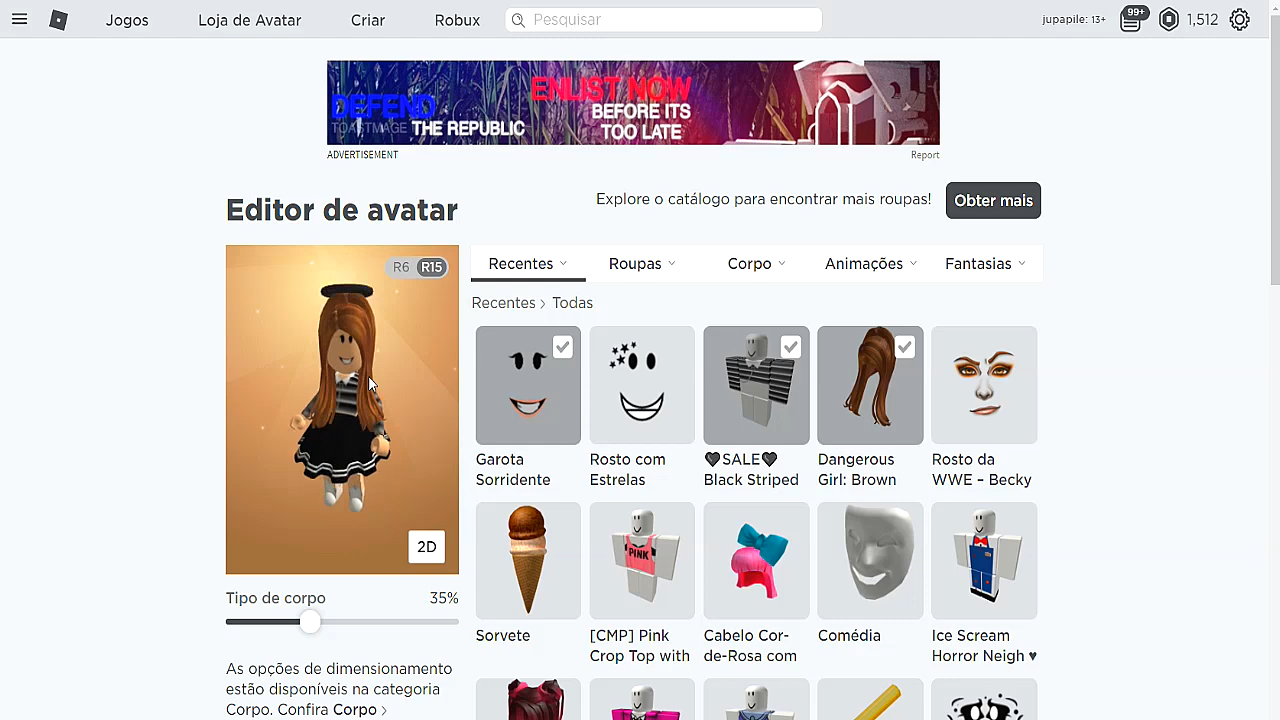 Jogos
Loja de Avatar
Criar
Robux
Pesquisar
jupapile: 13+
99+
1,512
DEFEND
TOASTMAGE THE REPUBLIC
ENLIST NOW
BEFORE ITS
TOO LATE
ADVERTISEMENT
Report
Editor de avatar
Explore o catálogo para encontrar mais roupas!
Obter mais
R6
R15
2D
Tipo de corpo
35%
As opções de dimensionamento
estão disponíveis na categoria
Corpo. Confira Corpo >
Recentes
Roupas
Corpo
Animações
Fantasias
Recentes > Todas
Garota
Sorridente
Rosto com
Estrelas
🖤SALE🖤
Black Striped
Dangerous
Girl: Brown
Rosto da
WWE – Becky
Sorvete
PINK
[CMP] Pink
Crop Top with
Cabelo Cor-
de-Rosa com
Comédia
Ice Scream
Horror Neigh ♥